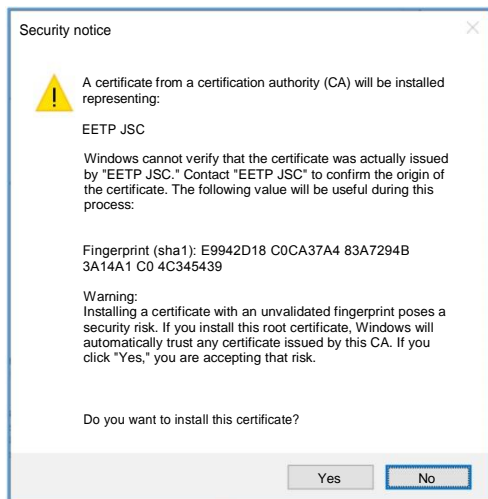 Security notice
A certificate from a certification authority (CA) will be installed
representing:
EETP JSC
Windows cannot verify that the certificate was actually issued
by "EETP JSC." Contact "EETP JSC" to confirm the origin of
the certificate. The following value will be useful during this
process:
Fingerprint (sha1): E9942D18 C0CA37A4 83A7294B
3A14A1 C0 4C345439
Warning:
Installing a certificate with an unvalidated fingerprint poses a
security risk. If you install this root certificate, Windows will
automatically trust any certificate issued by this CA. If you
click "Yes," you are accepting that risk.
Do you want to install this certificate?
Yes No